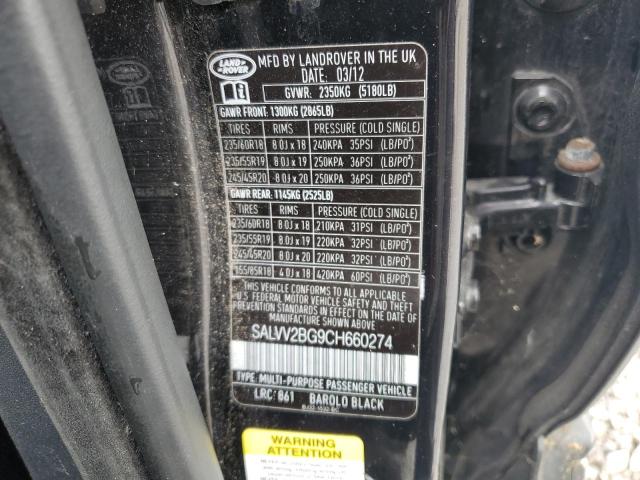 LAND ROVER
MFD BY LANDROVER IN THE UK
DATE: 03/12
GVWR: 2350KG (5180LB)
GAWR FRONT: 1300KG (2865LB)
TIRES RIMS PRESSURE (COLD SINGLE)
235/60R18 8.0J x 18 240KPA 35PSI (LB/PO²)
235/55R19 8.0J x 19 250KPA 36PSI (LB/PO²)
245/45R20 8.0J x 20 250KPA 36PSI (LB/PO²)
GAWR REAR: 1145KG (2525LB)
TIRES RIMS PRESSURE (COLD SINGLE)
235/60R18 8.0J x 18 210KPA 31PSI (LB/PO²)
235/55R19 8.0J x 19 220KPA 32PSI (LB/PO²)
245/45R20 8.0J x 20 220KPA 32PSI (LB/PO²)
155/85R18 4.0J x 18 420KPA 60PSI (LB/PO²)
THIS VEHICLE CONFORMS TO ALL APPLICABLE
U.S FEDERAL MOTOR VEHICLE SAFETY AND THEFT
PREVENTION STANDARDS IN EFFECT ON THE DATE
OF MANUFACTURE SHOWN ABOVE
SALVV2BG9CH660274
TYPE: MULTI-PURPOSE PASSENGER VEHICLE
LRC: 861 BAROLO BLACK
WARNING
ATTENTION